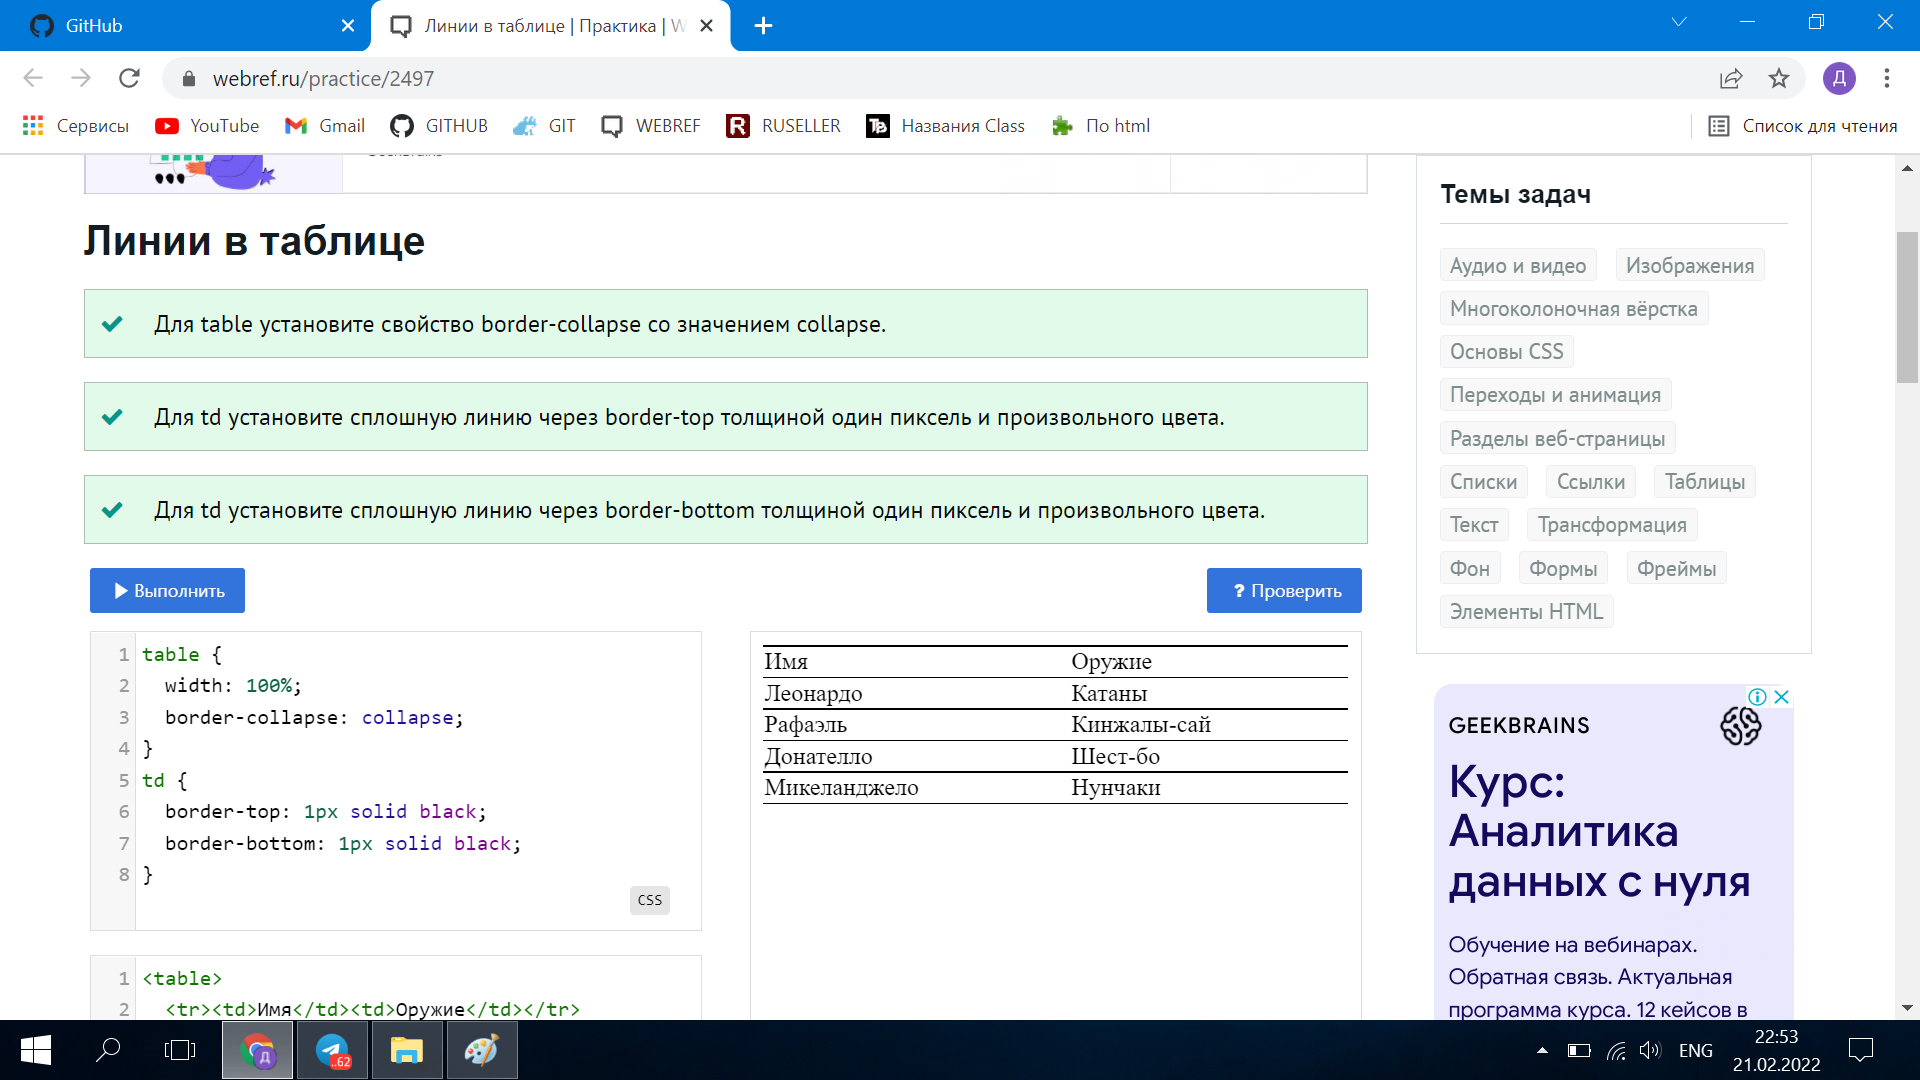 GitHub
Линии в таблице | Практика | W
webref.ru/practice/2497
Д
Сервисы
YouTube
Gmail
GITHUB
GIT
WEBREF
RUSELLER
Названия Class
По html
Список для чтения
Линии в таблице
Для table установите свойство border-collapse со значением collapse.
Для td установите сплошную линию через border-top толщиной один пиксель и произвольного цвета.
Для td установите сплошную линию через border-bottom толщиной один пиксель и произвольного цвета.
Выполнить
? Проверить
1 table {
2 width: 100%;
3 border-collapse: collapse;
4 }
5 td {
6 border-top: 1px solid black;
7 border-bottom: 1px solid black;
8 }
CSS
1 <table>
2 <tr><td>Имя</td><td>Оружие</td></tr>
Имя Оружие
Леонардо Катаны
Рафаэль Кинжалы-сай
Донателло Шест-бо
Микеланджело Нунчаки
Темы задач
Аудио и видео Изображения
Многоколоночная вёрстка
Основы CSS
Переходы и анимация
Разделы веб-страницы
Списки Ссылки Таблицы
Текст Трансформация
Фон Формы Фреймы
Элементы HTML
GEEKBRAINS
Курс:
Аналитика
данных с нуля
Обучение на вебинарах.
Обратная связь. Актуальная
программа курса. 12 кейсов в
Д
..62
ENG
22:53
21.02.2022